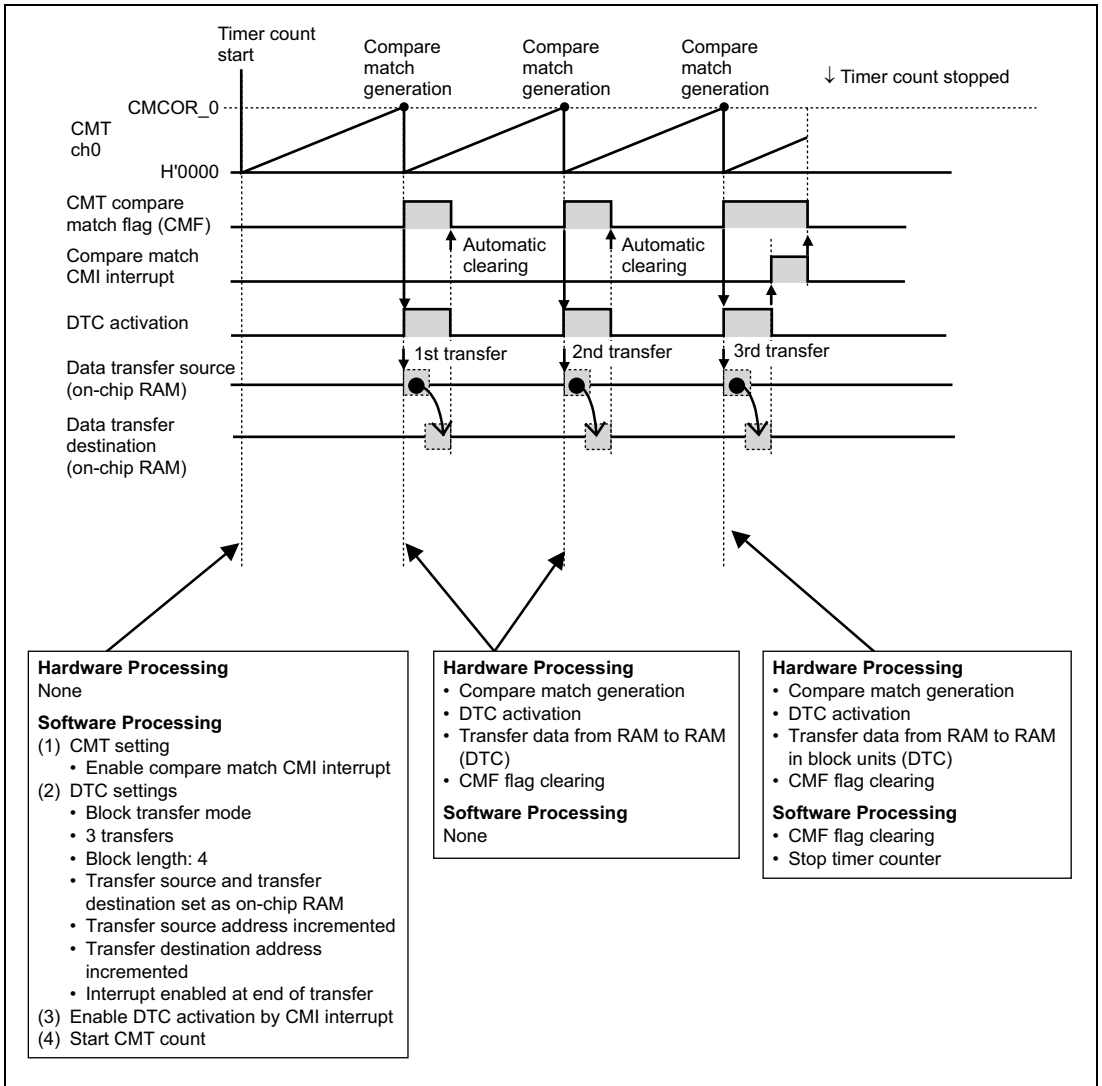 Timer count
start
Compare
match
generation
Compare
match
generation
Compare
match
generation
↓ Timer count stopped
CMCOR_0
CMT
ch0
H'0000
CMT compare
match flag (CMF)
Automatic
clearing
Automatic
clearing
Compare match
CMI interrupt
DTC activation
1st transfer
2nd transfer
3rd transfer
Data transfer source
(on-chip RAM)
Data transfer
destination
(on-chip RAM)
Hardware Processing
None
Software Processing
(1) CMT setting
• Enable compare match CMI interrupt
(2) DTC settings
• Block transfer mode
• 3 transfers
• Block length: 4
• Transfer source and transfer
destination set as on-chip RAM
• Transfer source address incremented
• Transfer destination address
incremented
• Interrupt enabled at end of transfer
(3) Enable DTC activation by CMI interrupt
(4) Start CMT count
Hardware Processing
• Compare match generation
• DTC activation
• Transfer data from RAM to RAM
(DTC)
• CMF flag clearing
Software Processing
None
Hardware Processing
• Compare match generation
• DTC activation
• Transfer data from RAM to RAM
in block units (DTC)
• CMF flag clearing
Software Processing
• CMF flag clearing
• Stop timer counter